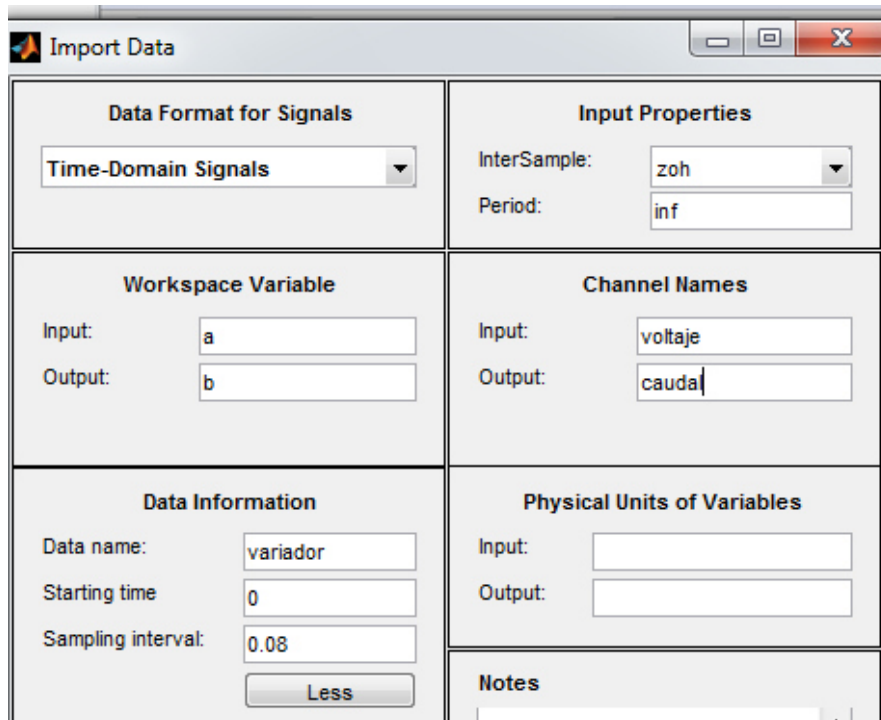 Import Data
Data Format for Signals
Time-Domain Signals
Input Properties
InterSample: zoh
Period: inf
Workspace Variable
Input: a
Output: b
Channel Names
Input: voltaje
Output: caudal
Data Information
Data name: variador
Starting time 0
Sampling interval: 0.08
Less
Physical Units of Variables
Input:
Output:
Notes